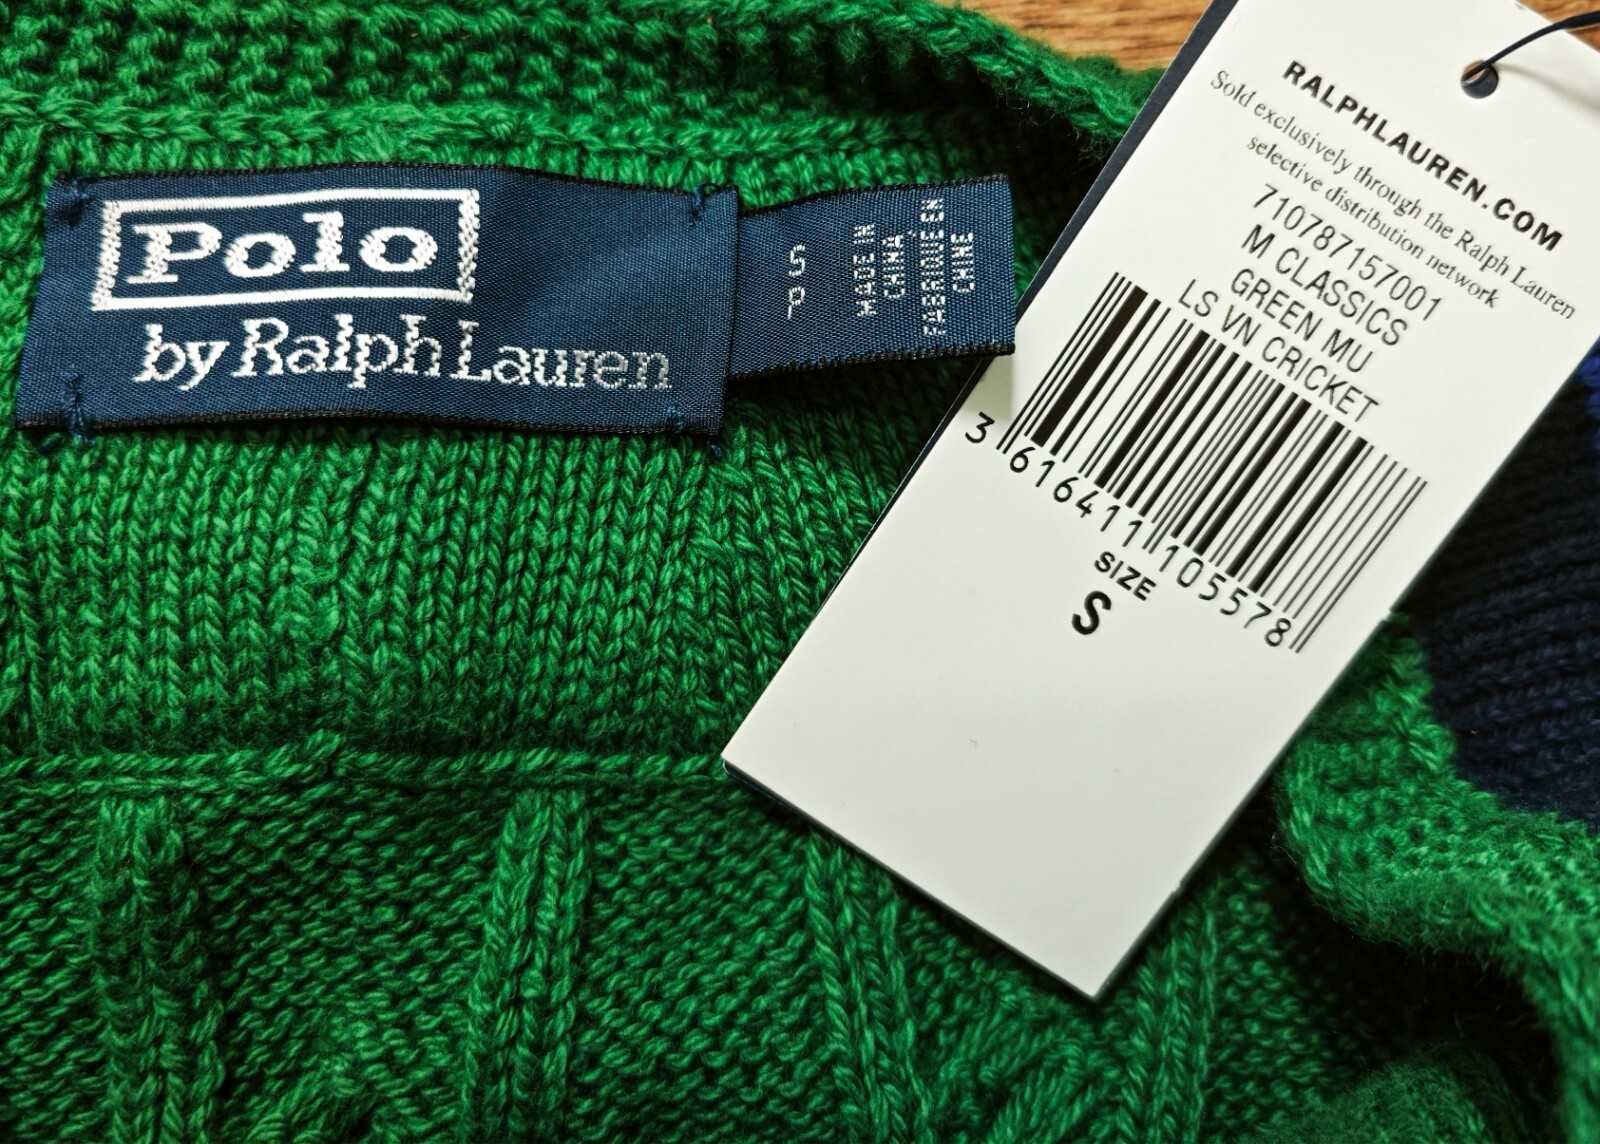 Polo
by Ralph Lauren
S
P
MADE IN
CHINA
FABRIQUE EN
CHINE
RALPHLAUREN.COM
Sold exclusively through the Ralph Lauren
selective distribution network
710787157001
M CLASSICS
GREEN MU
LS VN CRICKET
3 616411 105578
SIZE
S